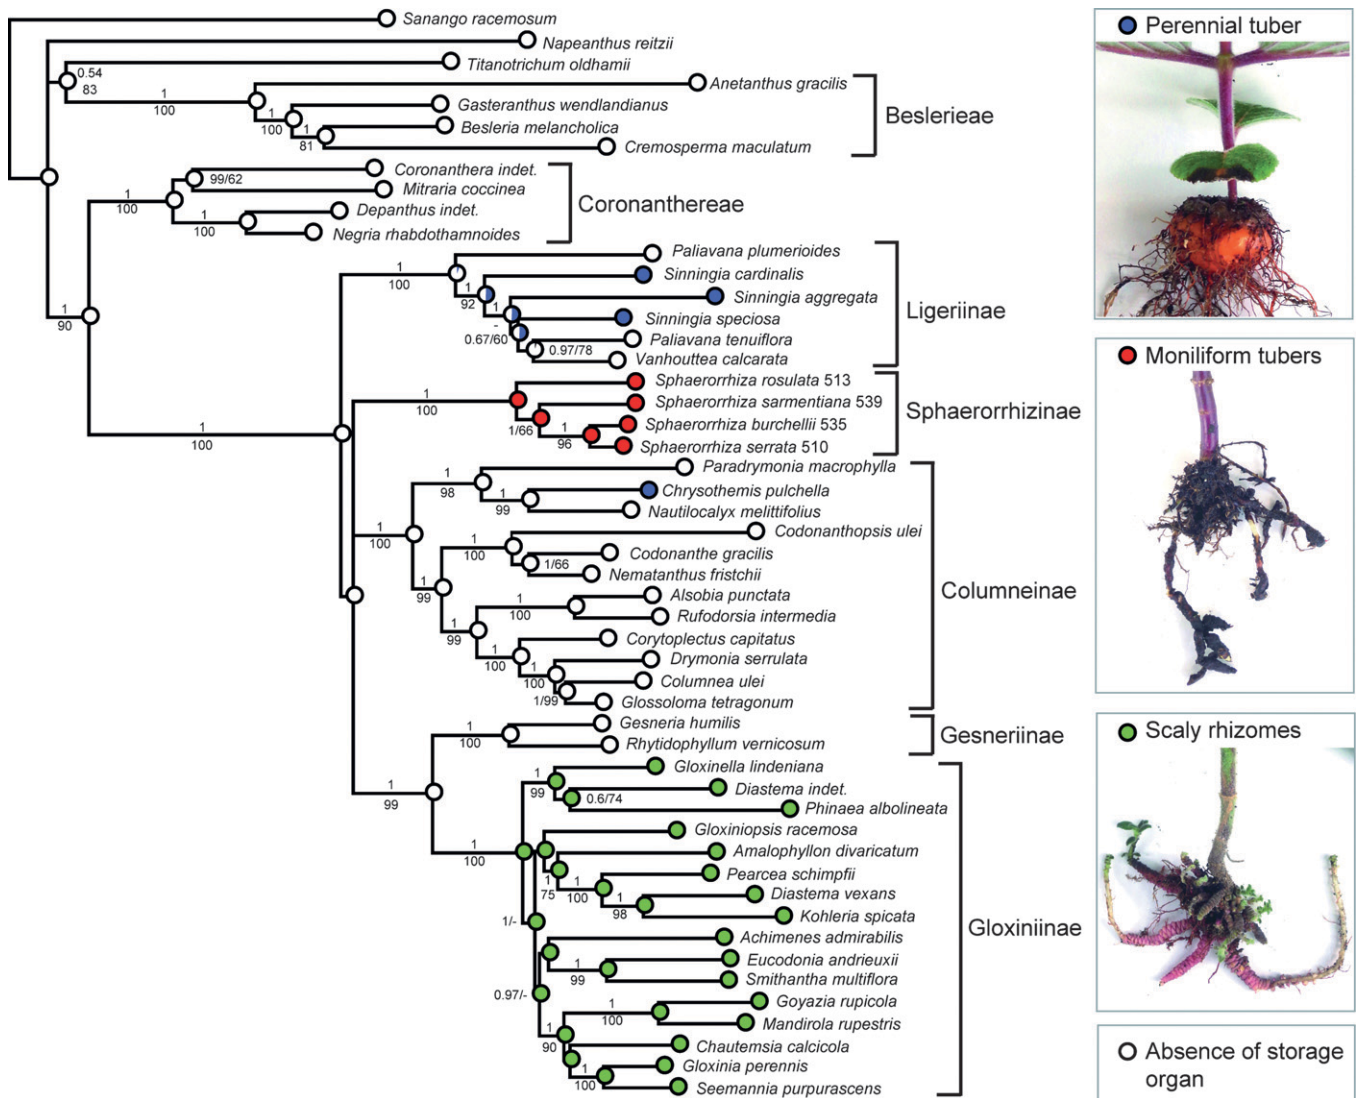 Sanango racemosum
Napeanthus reitzii
Titanotrichum oldhamii
0.54
83
Anetanthus gracilis
1
100
Gasteranthus wendlandianus
1
100
Besleria melancholica
1
81
Cremosperma maculatum
Beslerieae
Coronanthera indet.
99/62
Mitraria coccinea
1
100
Depanthus indet.
1
100
Negria rhabdothamnoides
Coronanthereae
1
90
Paliavana plumerioides
1
100
Sinningia cardinalis
1
92
Sinningia aggregata
1
-
Sinningia speciosa
0.67/60
Paliavana tenuiflora
0.97/78
Vanhouttea calcarata
Ligeriinae
1
100
Sphaerorrhiza rosulata 513
1
100
Sphaerorrhiza sarmentiana 539
1/66
Sphaerorrhiza burchellii 535
1
96
Sphaerorrhiza serrata 510
Sphaerorrhizinae
Paradrymonia macrophylla
1
98
Chrysothemis pulchella
1
99
Nautilocalyx melittifolius
1
100
Codonanthopsis ulei
1
100
Codonanthe gracilis
1/66
Nematanthus fristchii
1
99
Alsobia punctata
1
100
Rufodorsia intermedia
1
99
Corytoplectus capitatus
1
100
Drymonia serrulata
1
100
Columnea ulei
1/99
Glossoloma tetragonum
Columneinae
Gesneria humilis
1
100
Rhytidophyllum vernicosum
Gesneriinae
1
99
Gloxinella lindeniana
1
99
Diastema indet.
0.6/74
Phinaea albolineata
1
100
Gloxiniopsis racemosa
Amalophyllon divaricatum
1
75
Pearcea schimpfii
1
100
Diastema vexans
1
98
Kohleria spicata
1/-
Achimenes admirabilis
Eucodonia andrieuxii
1
99
Smithantha multiflora
0.97/-
Goyazia rupicola
1
100
Mandirola rupestris
1
90
Chautemsia calcicola
Gloxinia perennis
1
100
Seemannia purpurascens
Gloxiniinae
Perennial tuber
Moniliform tubers
Scaly rhizomes
Absence of storage
organ